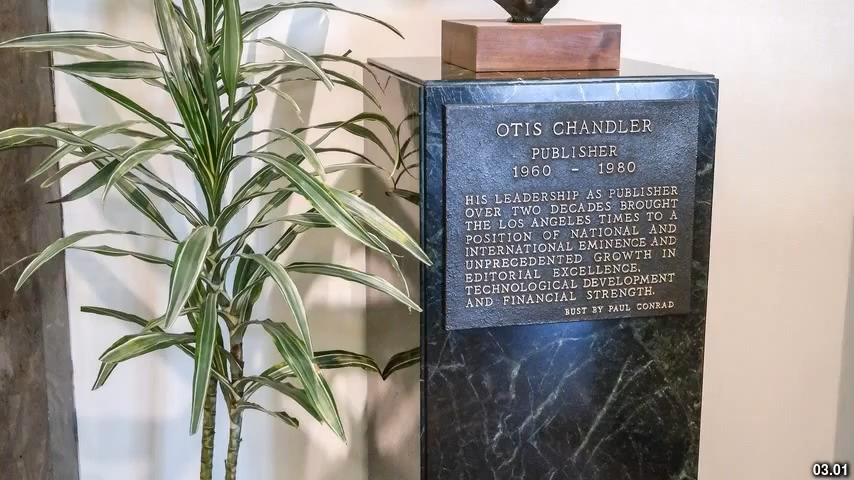 OTIS CHANDLER
PUBLISHER
1960 - 1980
HIS LEADERSHIP AS PUBLISHER
OVER TWO DECADES BROUGHT
THE LOS ANGELES TIMES TO A
POSITION OF NATIONAL AND
INTERNATIONAL EMINENCE AND
UNPRECEDENTED GROWTH IN
EDITORIAL EXCELLENCE,
TECHNOLOGICAL DEVELOPMENT
AND FINANCIAL STRENGTH.
BUST BY PAUL CONRAD
03.01